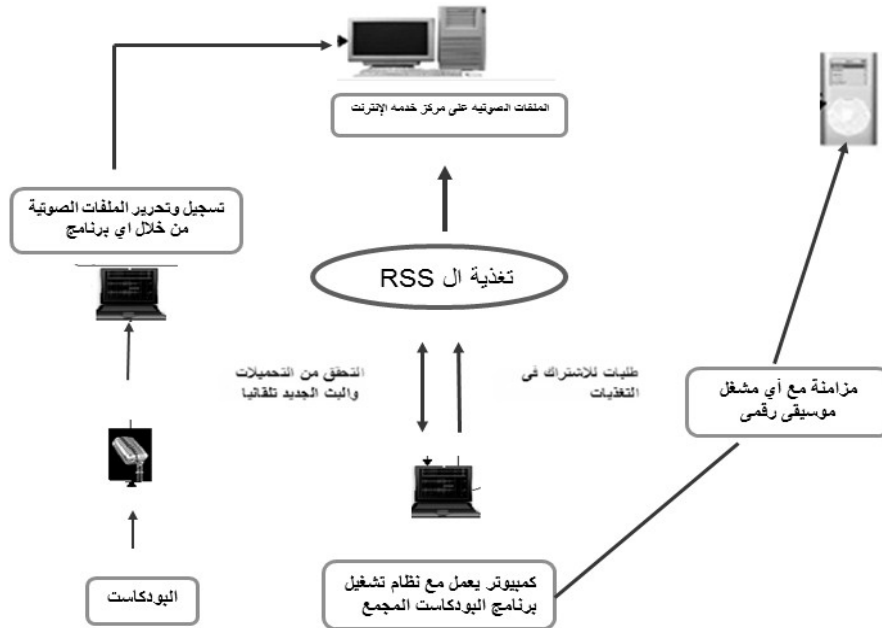 الملفات الصوتيه على مركز خدمه الإنترنت
تسجيل وتحرير الملفات الصوتية
من خلال اي برنامج
تغذية ال RSS
طلبات للاشتراك فى
التغذيات
التحقق من التحميلات
والبث الجديد تلقائيا
مزامنة مع أي مشغل
موسيقى رقمى
كمبيوتر يعمل مع نظام تشغيل
برنامج البودكاست المجمع
البودكاست